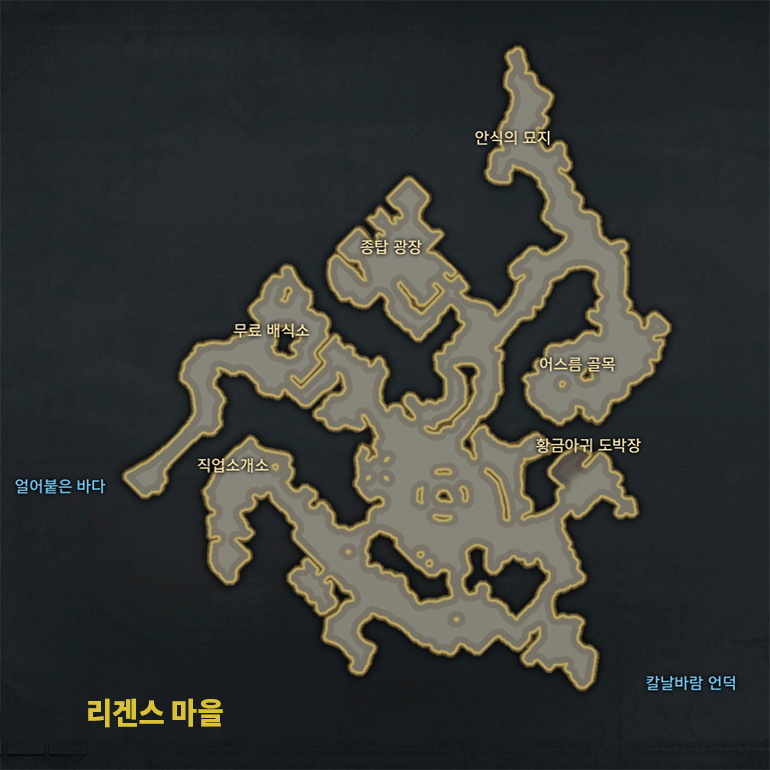 안식의 묘지
종탑 광장
무료 배식소
어스름 골목
황금아귀 도박장
직업소개소
얼어붙은 바다
칼날바람 언덕
리겐스 마을